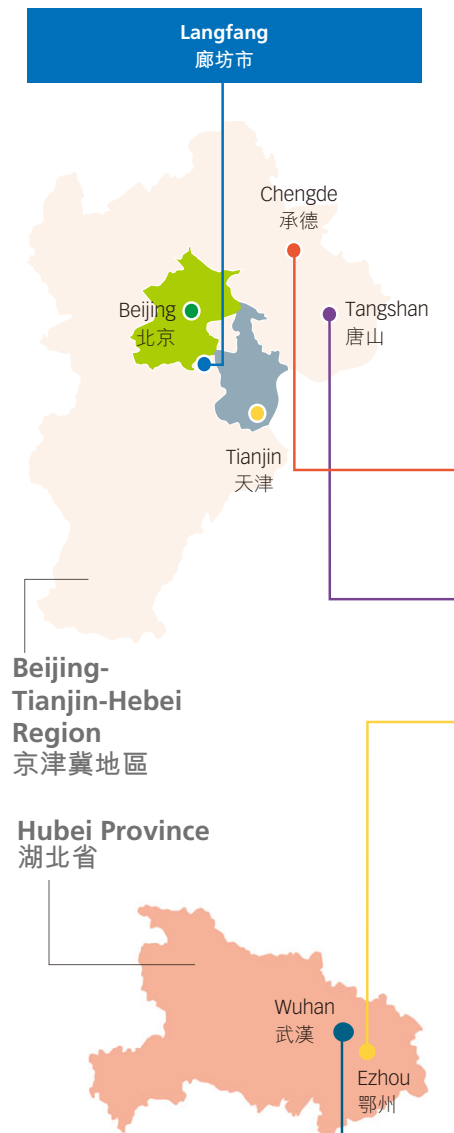 Langfang
廊坊市
Chengde
承德
Beijing
北京
Tangshan
唐山
Tianjin
天津
Beijing-
Tianjin-Hebei
Region
京津冀地區
Hubei Province
湖北省
Wuhan
武漢
Ezhou
鄂州